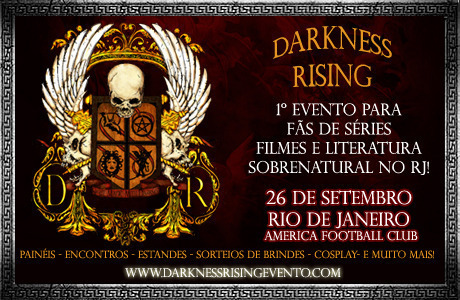 DARKNESS
RISING
1º EVENTO PARA
FÃS DE SÉRIES
FILMES E LITERATURA
SOBRENATURAL NO RJ!
D R
26 DE SETEMBRO
RIO DE JANEIRO
AMERICA FOOTBALL CLUB
PAINÉIS - ENCONTROS - ESTANDES - SORTEIOS DE BRINDES - COSPLAY- E MUITO MAIS!
WWW.DARKNESSRISINGEVENTO.COM